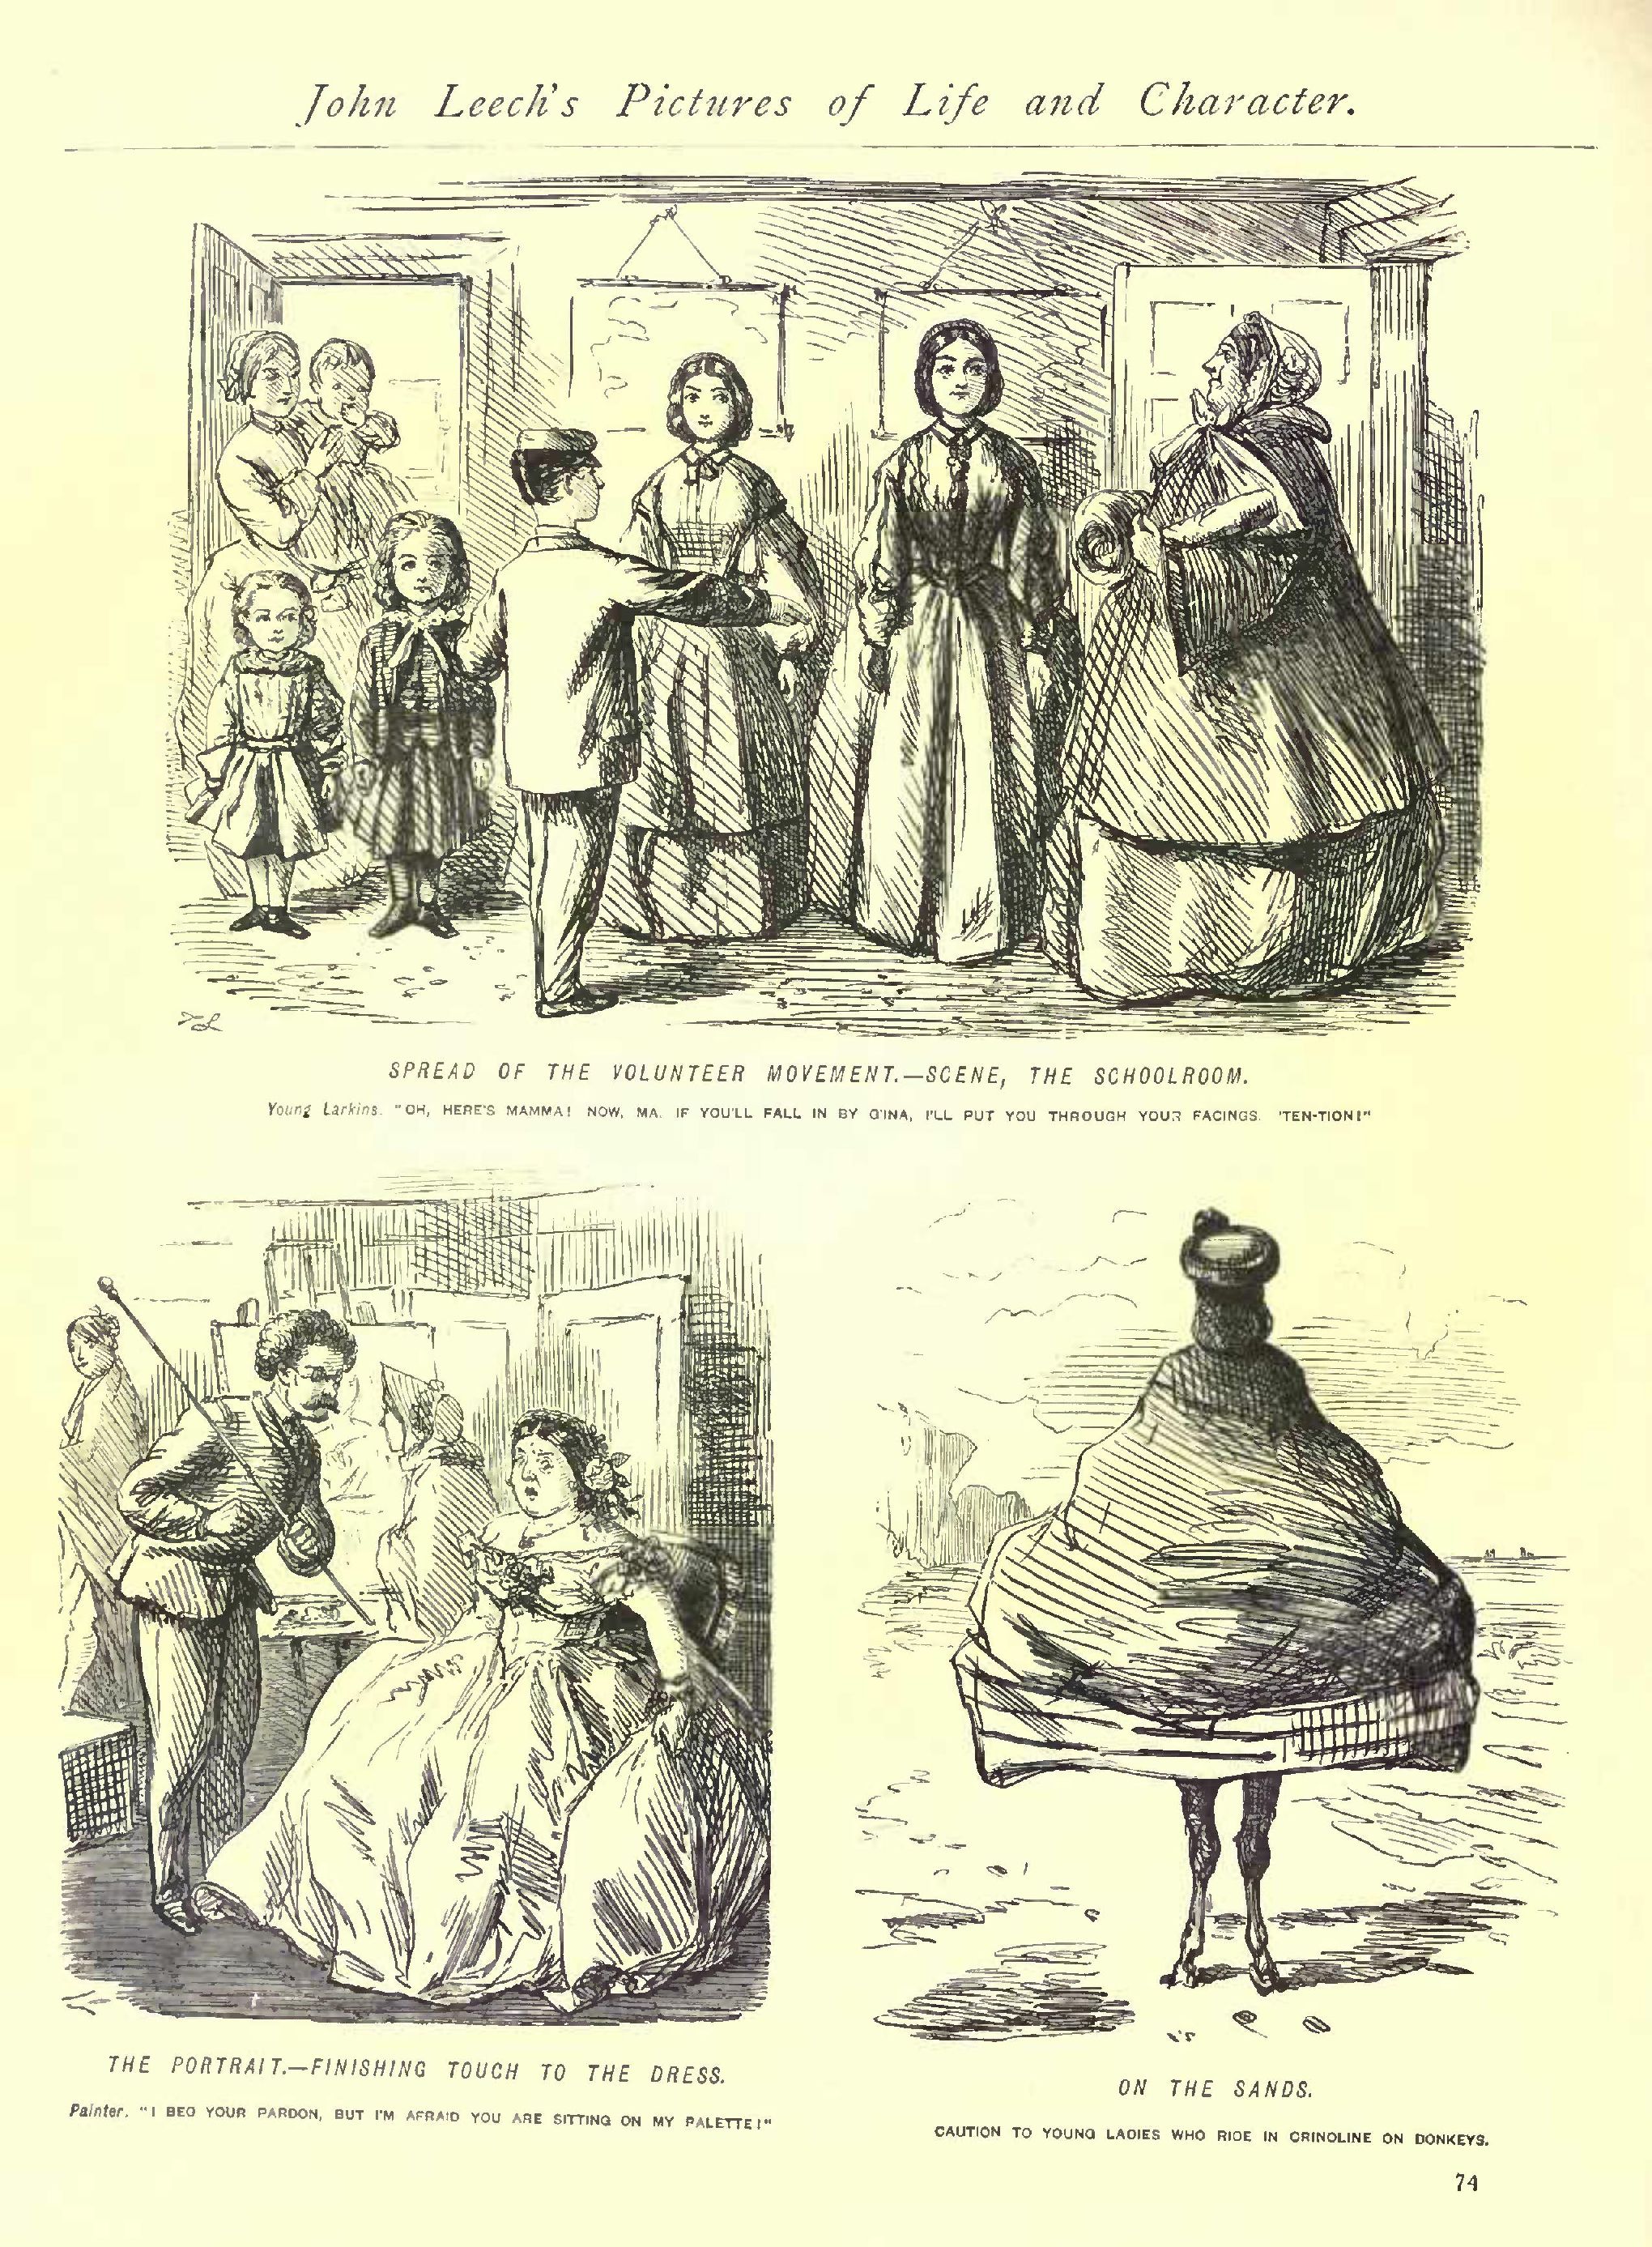 John Leech's Pictures of Life and Character.
SPREAD OF THE VOLUNTEER MOVEMENT.—SCENE, THE SCHOOLROOM.
Young Larkins. "OH, HERE'S MAMMA! NOW, MA. IF YOU'LL FALL IN BY G'INA, I'LL PUT YOU THROUGH YOUR FACINGS. 'TEN-TION!"
THE PORTRAIT.—FINISHING TOUCH TO THE DRESS.
Painter. "I BEG YOUR PARDON, BUT I'M AFRAID YOU ARE SITTING ON MY PALETTE!"
ON THE SANDS.
CAUTION TO YOUNG LADIES WHO RIDE IN CRINOLINE ON DONKEYS.
74